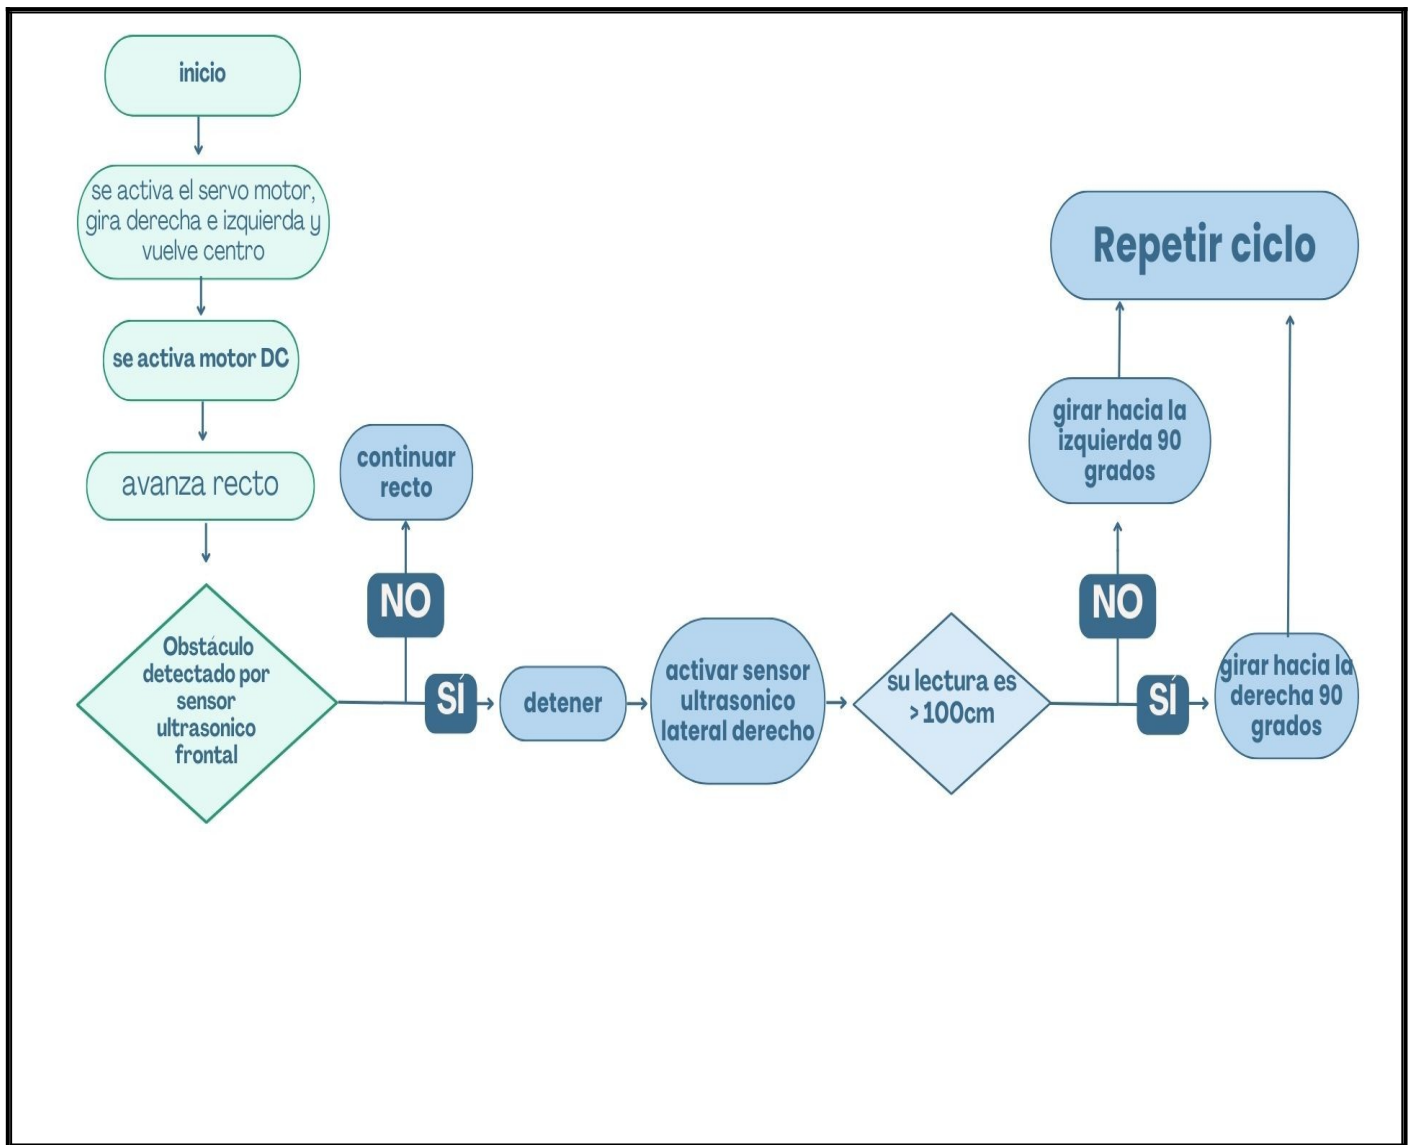 inicio
se activa el servo motor,
gira derecha e izquierda y
vuelve centro
se activa motor DC
avanza recto
Obstáculo
detectado por
sensor
ultrasonico
frontal
NO
continuar
recto
SÍ
detener
activar sensor
ultrasonico
lateral derecho
su lectura es
> 100cm
NO
girar hacia la
izquierda 90
grados
SÍ
girar hacia la
derecha 90
grados
Repetir ciclo